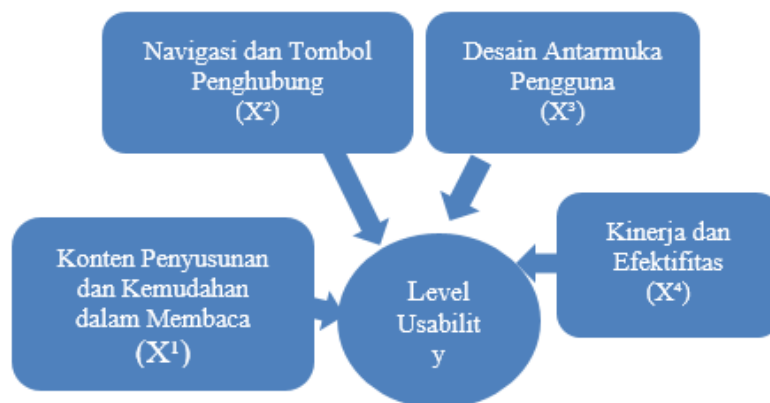 Navigasi dan Tombol
Penghubung
(X²)
Desain Antarmuka
Pengguna
(X³)
Konten Penyusunan
dan Kemudahan
dalam Membaca
(X¹)
Level
Usabilit
y
Kinerja dan
Efektifitas
(X⁴)